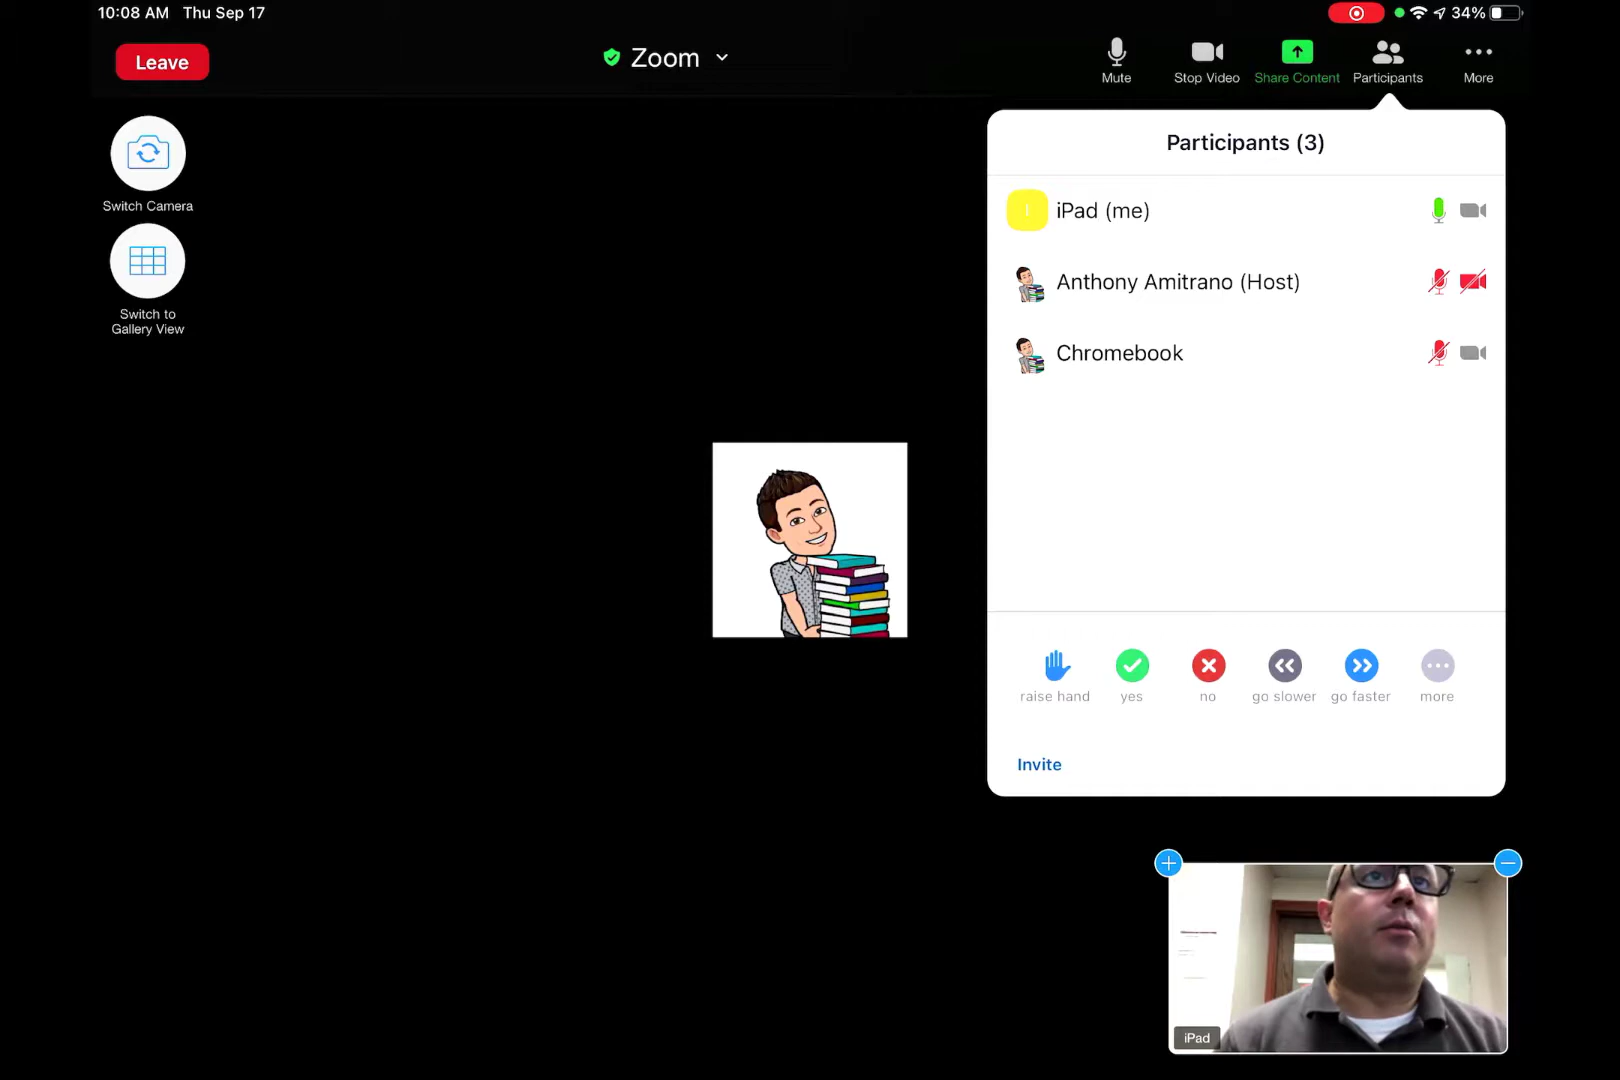 10:08 AM Thu Sep 17
34%
Leave
Zoom
Mute
Stop Video
Share Content
Participants
More
Switch Camera
Switch to
Gallery View
Participants (3)
iPad (me)
Anthony Amitrano (Host)
Chromebook
raise hand
yes
no
go slower
go faster
more
Invite
iPad